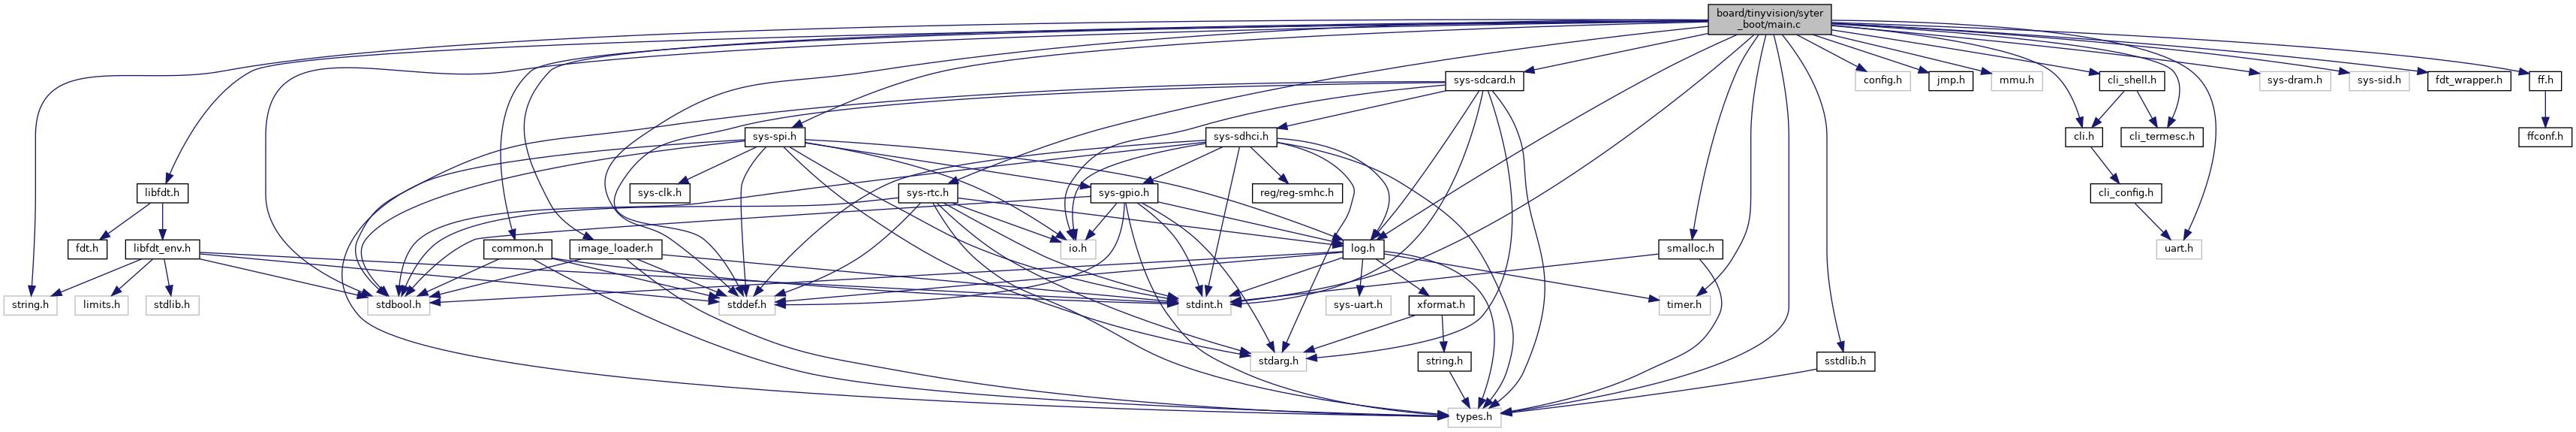 board/tinyvision/syter
_boot/main.c
sys-sdcard.h
config.h
jmp.h
mmu.h
cli_shell.h
sys-dram.h
sys-sid.h
fdt_wrapper.h
ff.h
sys-spi.h
sys-sdhci.h
cli.h
cli_termesc.h
ffconf.h
libfdt.h
sys-clk.h
sys-rtc.h
sys-gpio.h
reg/reg-smhc.h
cli_config.h
fdt.h
libfdt_env.h
common.h
image_loader.h
io.h
log.h
smalloc.h
uart.h
string.h
limits.h
stdlib.h
stdbool.h
stddef.h
stdint.h
sys-uart.h
xformat.h
timer.h
stdarg.h
string.h
sstdlib.h
types.h